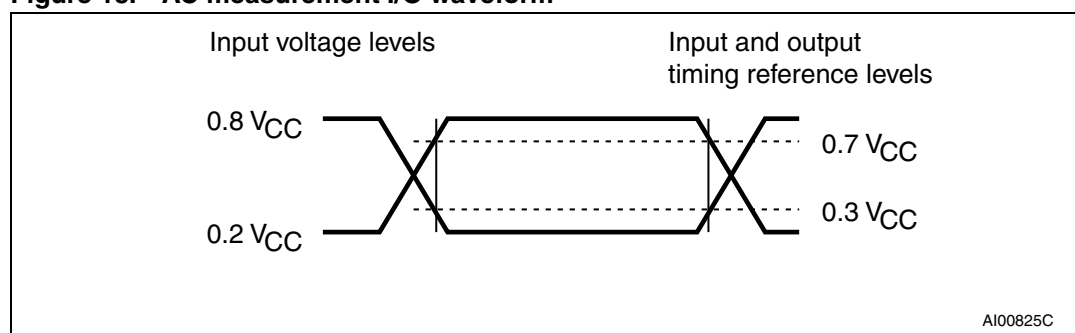 Figure 13. AC measurement I/O waveform
Input voltage levels
Input and output
timing reference levels
0.8 VCC
0.7 VCC
0.3 VCC
0.2 VCC
AI00825C